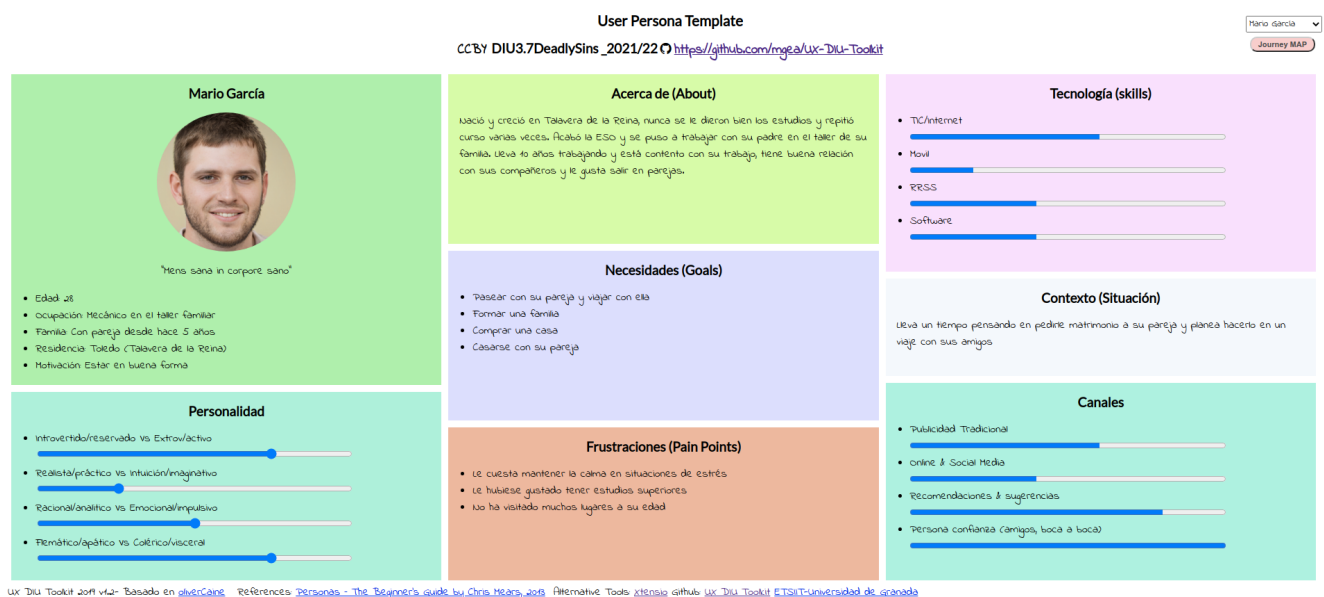 User Persona Template
CCBY DIU3.7DeadlySins_2021/22 https://github.com/mgea/UX-DIU-Toolkit
Mario García
Journey MAP
Mario García
"Mens sana in corpore sano"
Edad: 28
Ocupación: Mecánico en el taller familiar
Familia: Con pareja desde hace 5 años
Residencia: Toledo (Talavera de la Reina)
Motivación: Estar en buena forma
Personalidad
Introvertido/reservado Vs Extrov/activo
Realista/práctico Vs Intuición/imaginativo
Racional/analítico Vs Emocional/impulsivo
Flemático/apático Vs Colérico/visceral
Acerca de (About)
Nació y creció en Talavera de la Reina, nunca se le dieron bien los estudios y repitió
curso varias veces. Acabó la ESO y se puso a trabajar con su padre en el taller de su
familia. Lleva 10 años trabajando y está contento con su trabajo, tiene buena relación
con sus compañeros y le gusta salir en parejas.
Necesidades (Goals)
Pasear con su pareja y viajar con ella
Formar una familia
Comprar una casa
Casarse con su pareja
Frustraciones (Pain Points)
Le cuesta mantener la calma en situaciones de estrés
Le hubiese gustado tener estudios superiores
No ha visitado muchos lugares a su edad
Tecnología (skills)
TIC/internet
Movil
RRSS
Software
Contexto (Situación)
Lleva un tiempo pensando en pedirle matrimonio a su pareja y planea hacerlo en un
viaje con sus amigos
Canales
Publicidad Tradicional
Online & Social Media
Recomendaciones & sugerencias
Persona confianza (amigos, boca a boca)
UX DIU Toolkit 2019 v1.2- Basado en oliverCaine References: Personas - The Beginner's Guide by Chris Mears, 2013 Alternative Tools: Xtensio Github: UX DIU Toolkit ETSIIT-Universidad de Granada